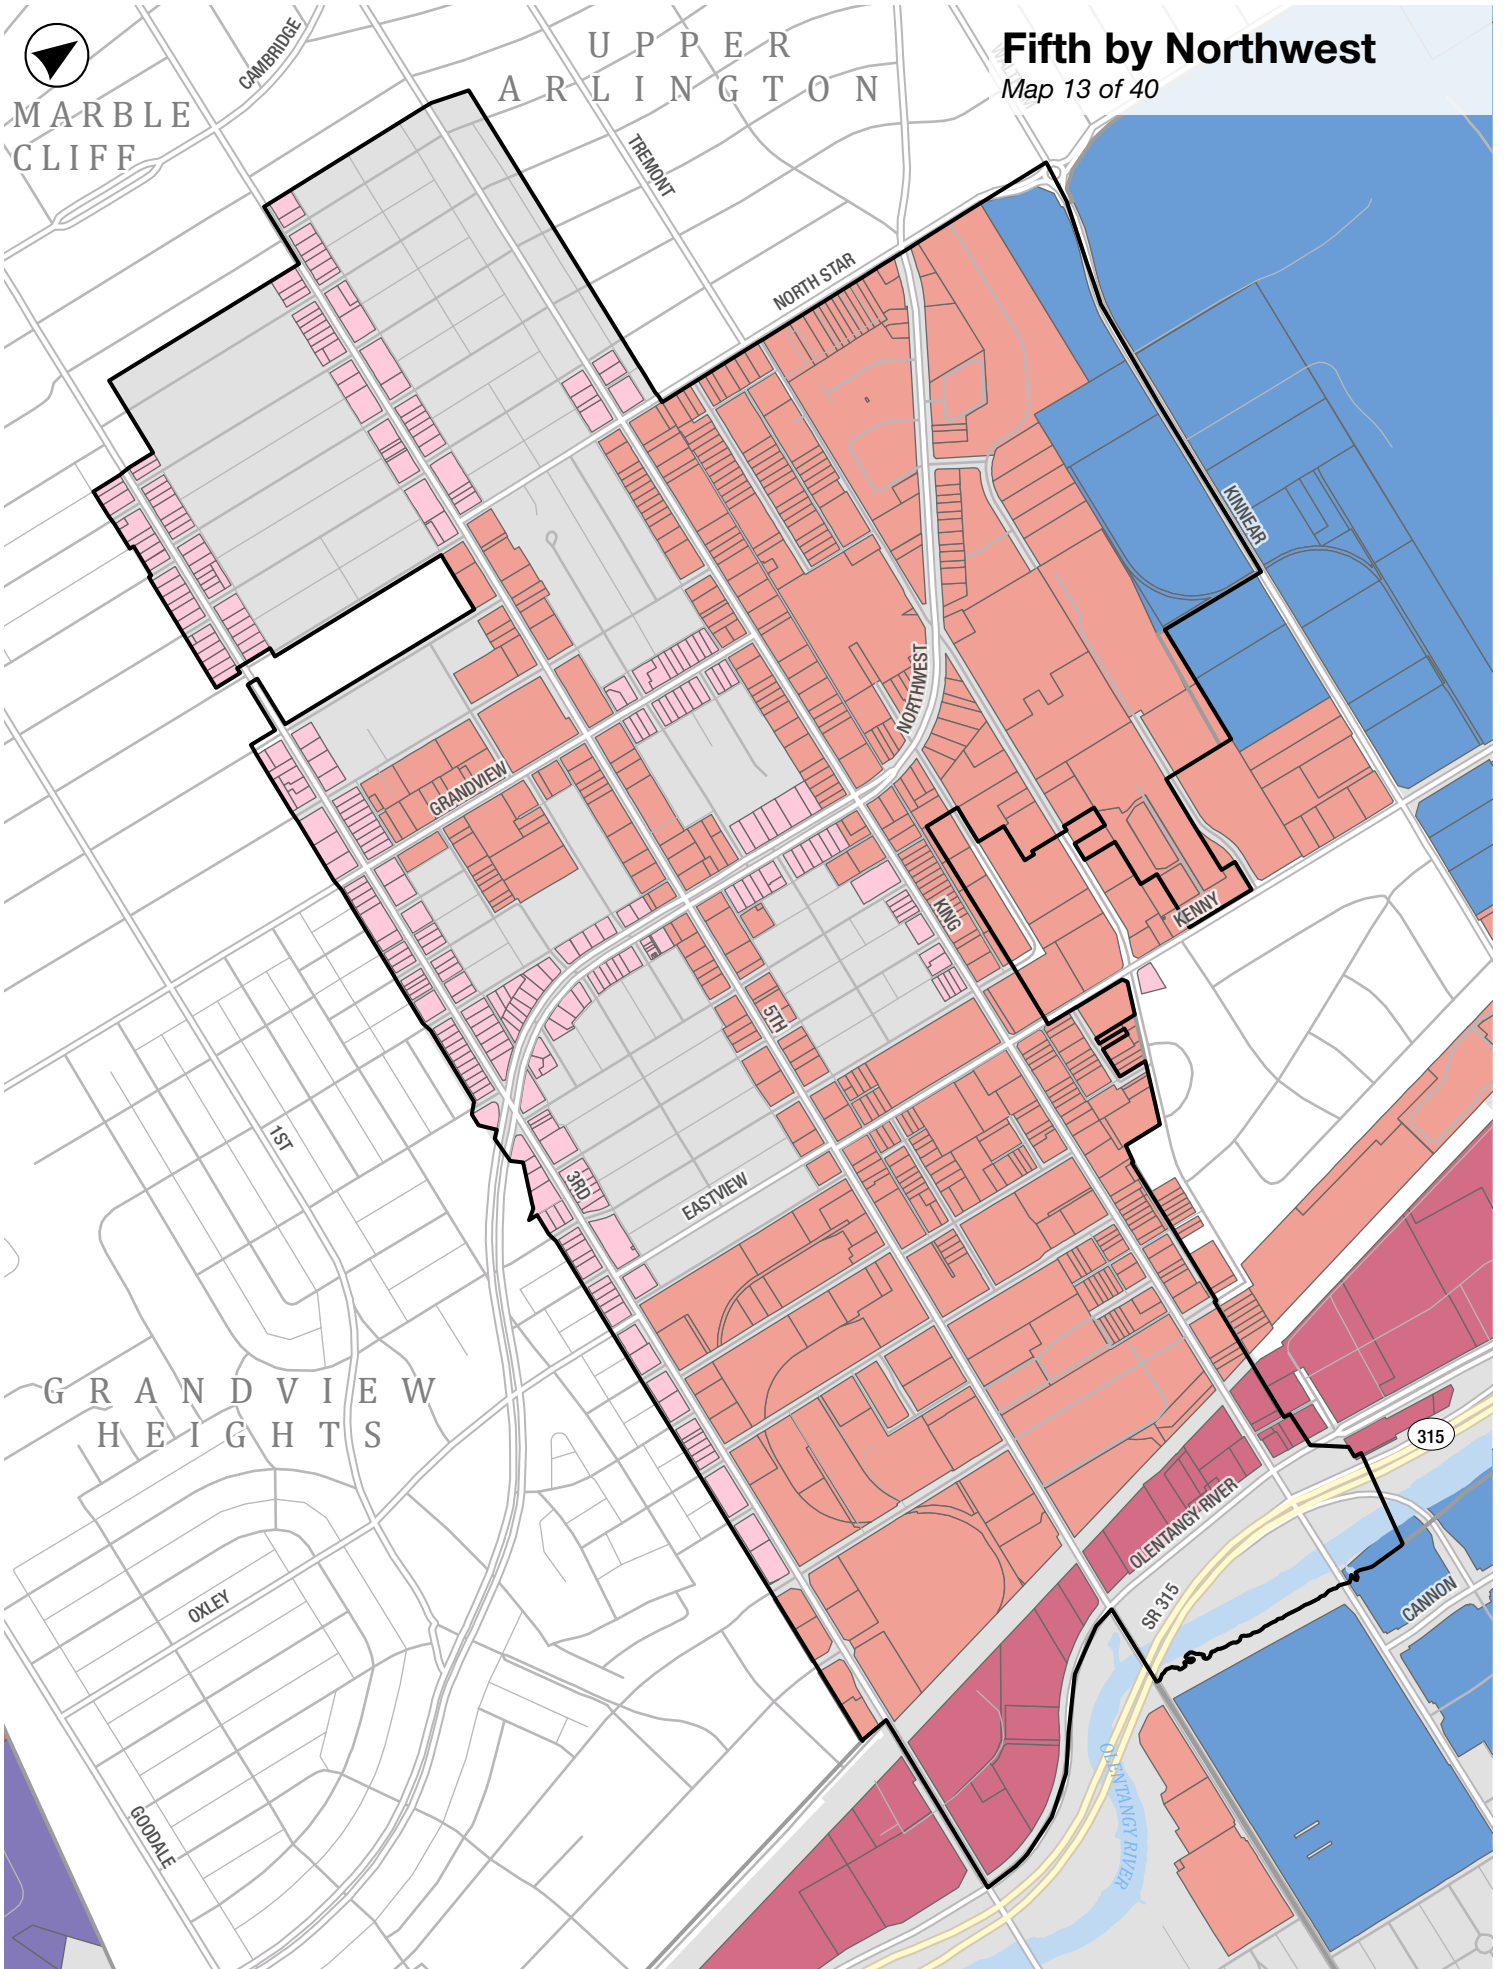 Fifth by Northwest
Map 13 of 40
CAMBRIDGE
UPPER
ARLINGTON
MARBLE
CLIFF
TREMONT
NORTH STAR
KINNEAR
NORTHWEST
GRANDVIEW
KING
KENNY
5TH
1ST
3RD
EASTVIEW
GRANDVIEW
HEIGHTS
315
OLENTANGY RIVER
SR 315
CANNON
OXLEY
GOODALE
OLENTANGY RIVER